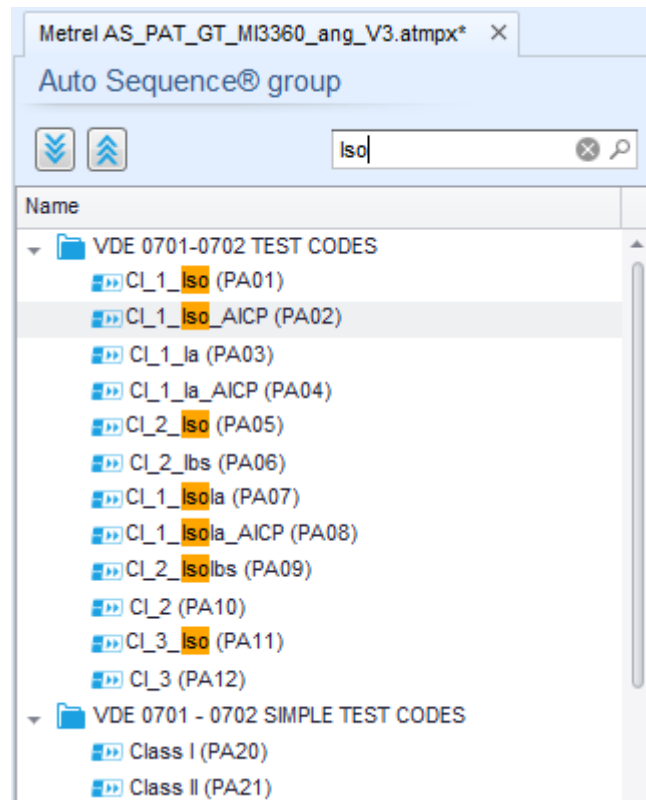 Metrel AS_PAT_GT_MI3360_ang_V3.atmpx*
Auto Sequence® group
Iso
Name
VDE 0701-0702 TEST CODES
Cl_1_Iso (PA01)
Cl_1_Iso_AICP (PA02)
Cl_1_Ia (PA03)
Cl_1_Ia_AICP (PA04)
Cl_2_Iso (PA05)
Cl_2_Ibs (PA06)
Cl_1_IsoIa (PA07)
Cl_1_IsoIa_AICP (PA08)
Cl_2_IsoIbs (PA09)
Cl_2 (PA10)
Cl_3_Iso (PA11)
Cl_3 (PA12)
VDE 0701 - 0702 SIMPLE TEST CODES
Class I (PA20)
Class II (PA21)